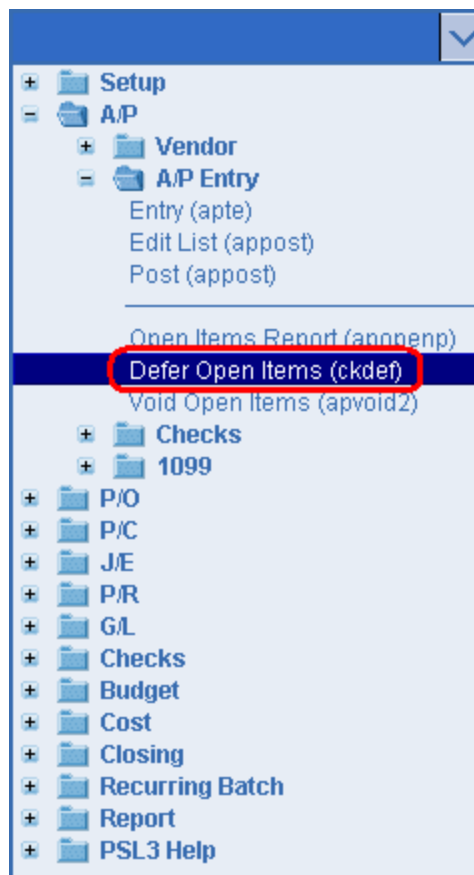 Setup
A/P
Vendor
A/P Entry
Entry (apte)
Edit List (appost)
Post (appost)
Open Items Report (apopenp)
Defer Open Items (ckdef)
Void Open Items (apvoid2)
Checks
1099
P/O
P/C
J/E
P/R
G/L
Checks
Budget
Cost
Closing
Recurring Batch
Report
PSL3 Help